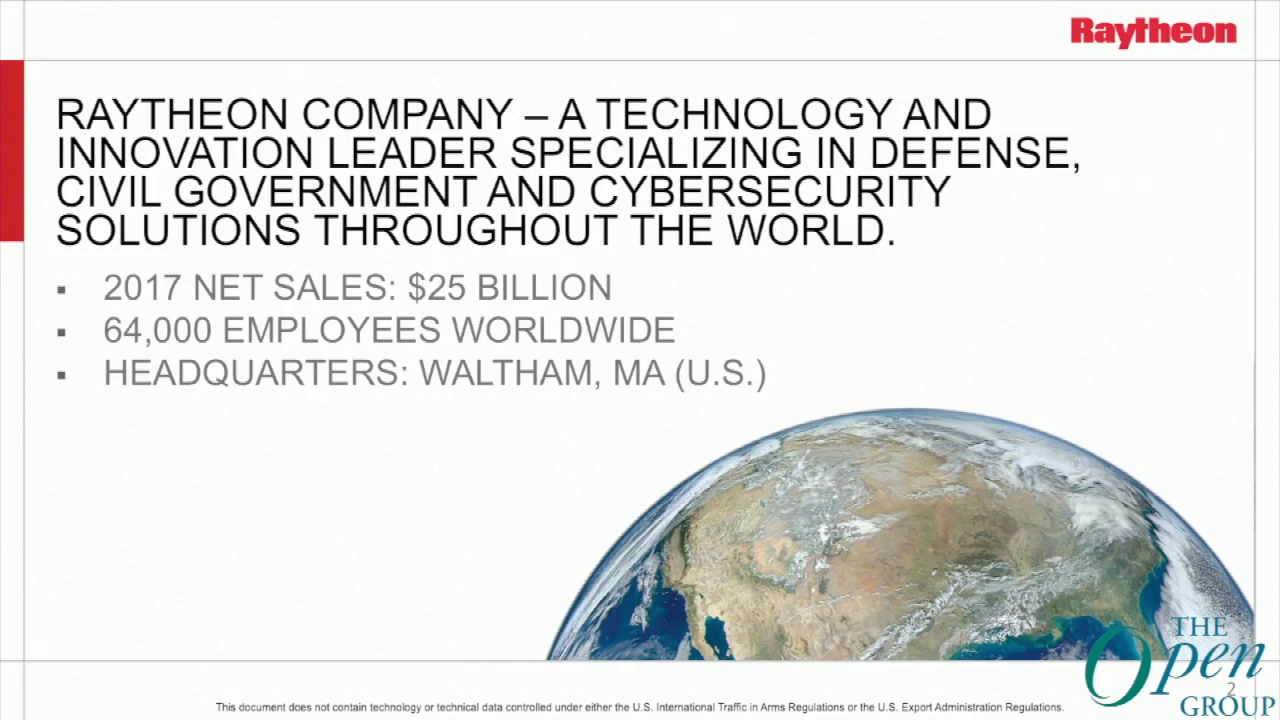 Raytheon
RAYTHEON COMPANY – A TECHNOLOGY AND
INNOVATION LEADER SPECIALIZING IN DEFENSE,
CIVIL GOVERNMENT AND CYBERSECURITY
SOLUTIONS THROUGHOUT THE WORLD.
▪ 2017 NET SALES: $25 BILLION
▪ 64,000 EMPLOYEES WORLDWIDE
▪ HEADQUARTERS: WALTHAM, MA (U.S.)
THE
Open
2
GROUP
This document does not contain technology or technical data controlled under either the U.S. International Traffic in Arms Regulations or the U.S. Export Administration Regulations.